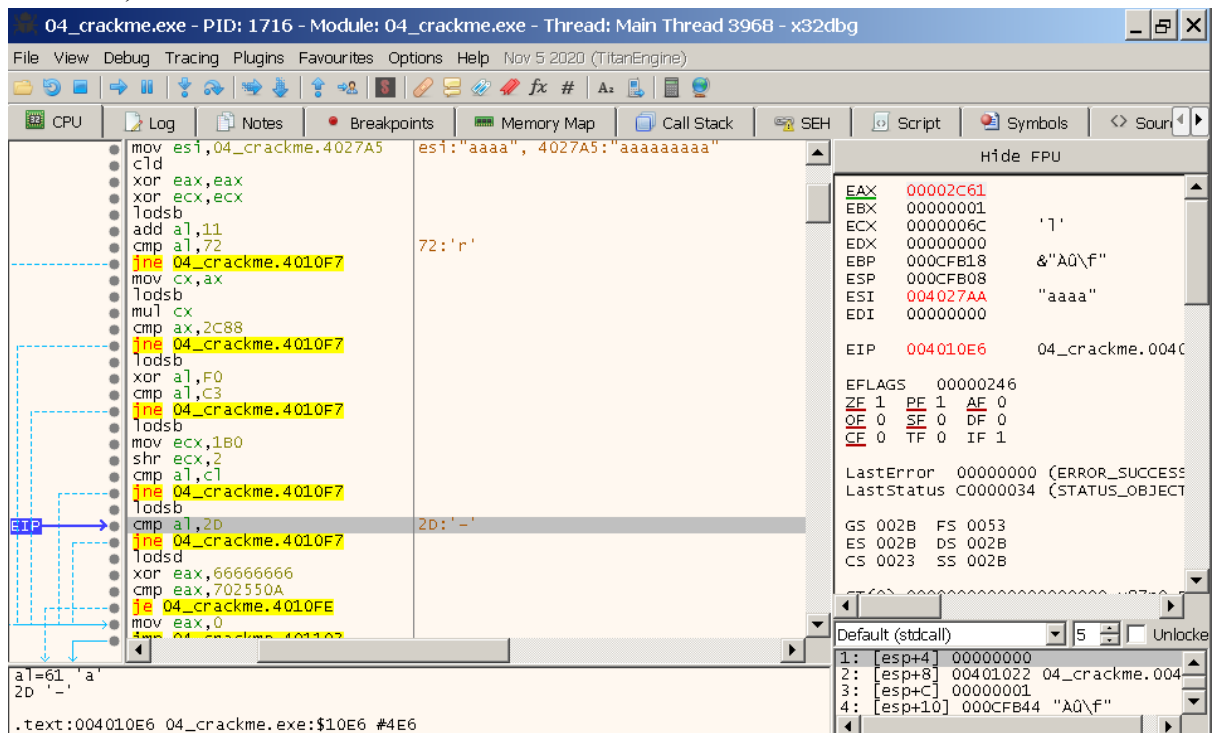 04_crackme.exe - PID: 1716 - Module: 04_crackme.exe - Thread: Main Thread 3968 - x32dbg
File View Debug Tracing Plugins Favourites Options Help Nov 5 2020 (TitanEngine)
CPU Log Notes Breakpoints Memory Map Call Stack SEH Script Symbols
mov esi,04_crackme.4027A5 esi:"aaaa", 4027A5:"aaaaaaaaa"
cld
xor eax,eax
xor ecx,ecx
lodsb
add al,11
cmp al,72 72:'r'
jne 04_crackme.4010F7
mov cx,ax
lodsb
mul cx
cmp ax,2C88
jne 04_crackme.4010F7
lodsb
xor al,F0
cmp al,C3
jne 04_crackme.4010F7
lodsb
mov ecx,1B0
shr ecx,2
cmp al,cl
jne 04_crackme.4010F7
lodsb
EIP cmp al,2D 2D:'-'
jne 04_crackme.4010F7
lodsd
xor eax,66666666
cmp eax,702550A
je 04_crackme.4010FE
mov eax,0
jmp 04_crackme.401103
Hide FPU
EAX 00002C61
EBX 00000001
ECX 0000006C 'l'
EDX 00000000
EBP 000CFB18 &"Àû\f"
ESP 000CFB08
ESI 004027AA "aaaa"
EDI 00000000
EIP 004010E6 04_crackme.0040
EFLAGS 00000246
ZF 1 PF 1 AF 0
OF 0 SF 0 DF 0
CF 0 TF 0 IF 1
LastError 00000000 (ERROR_SUCCESS
LastStatus C0000034 (STATUS_OBJECT
GS 002B FS 0053
ES 002B DS 002B
CS 0023 SS 002B
Default (stdcall) 5 Unlocke
1: [esp+4] 00000000
2: [esp+8] 00401022 04_crackme.004
3: [esp+C] 00000001
4: [esp+10] 000CFB44 "Àû\f"
al=61 'a'
2D '-'
.text:004010E6 04_crackme.exe:$10E6 #4E6